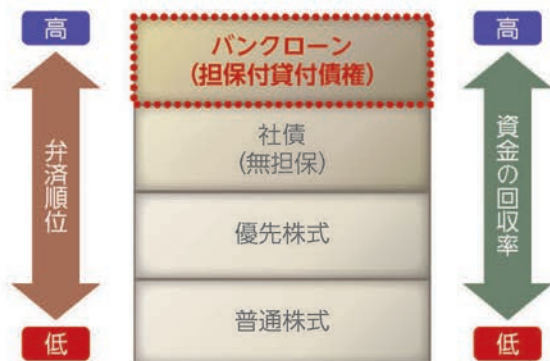 高
バンクローン
(担保付貸付債権)
高
弁済順位
社債
(無担保)
資金の回収率
優先株式
普通株式
低
低